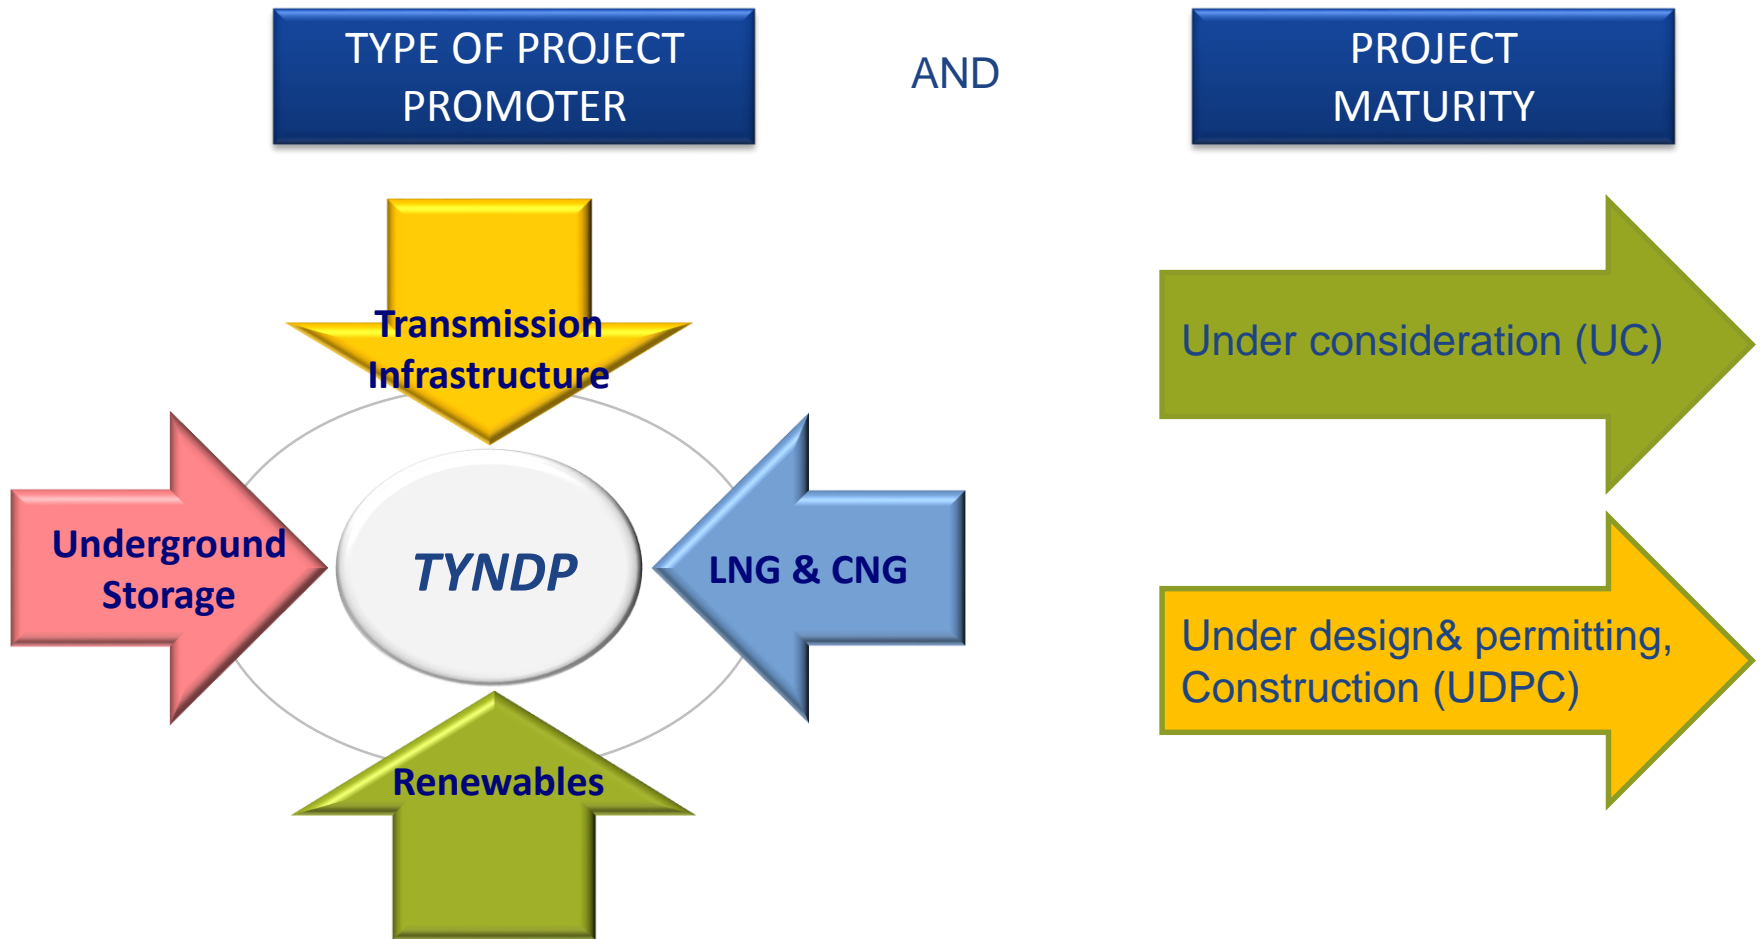 TYPE OF PROJECT
PROMOTER
AND
PROJECT
MATURITY
Transmission
Infrastructure
Underground
Storage
TYNDP
LNG & CNG
Renewables
Under consideration (UC)
Under design& permitting,
Construction (UDPC)